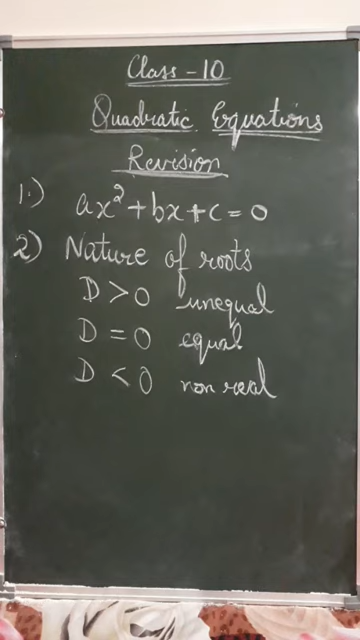 Class - 10
Quadratic Equations
Revision
1.) ax² + bx + c = 0
2) Nature of roots
D > 0 unequal
D = 0 equal
D < 0 non real